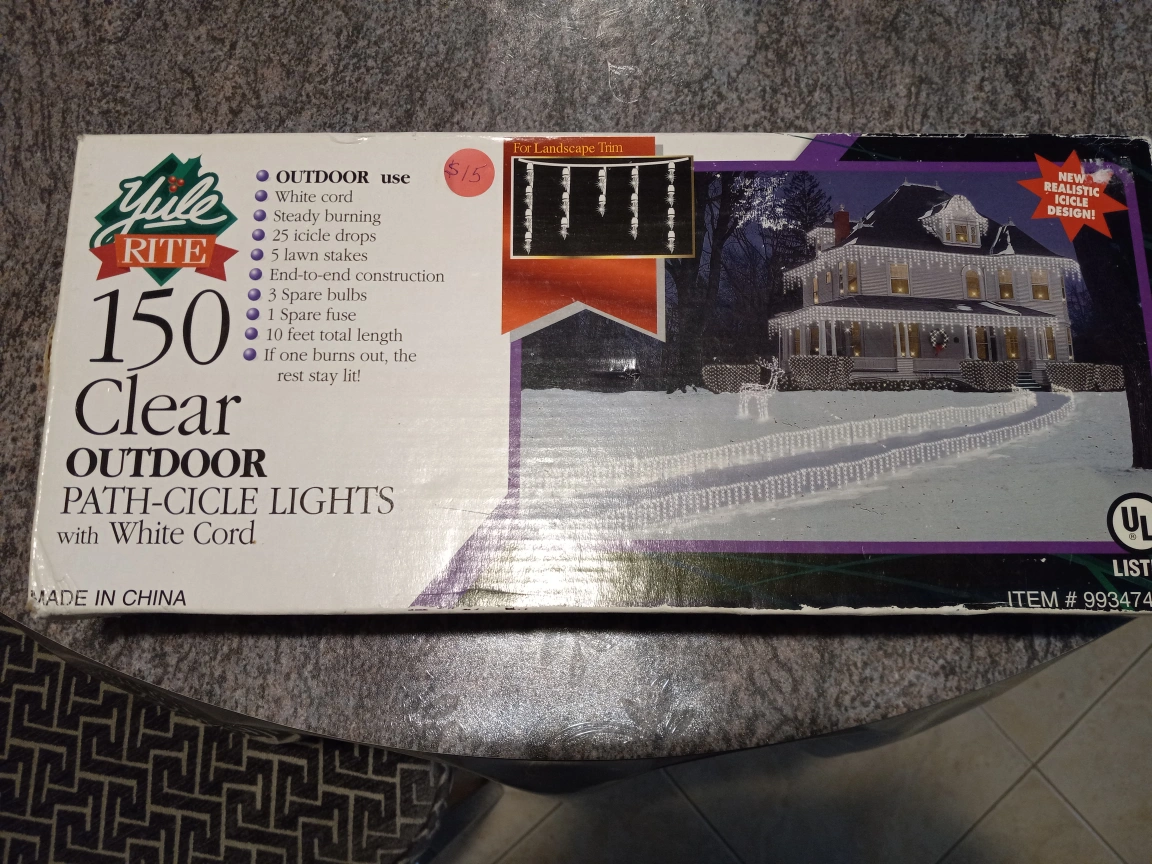 Yule
RITE
150
Clear
OUTDOOR
PATH-CICLE LIGHTS
with White Cord
MADE IN CHINA
OUTDOOR use
White cord
Steady burning
25 icicle drops
5 lawn stakes
End-to-end construction
3 Spare bulbs
1 Spare fuse
10 feet total length
If one burns out, the
rest stay lit!
$15
For Landscape Trim
NEW
REALISTIC
ICICLE
DESIGN!
UL
®
LIST
ITEM # 993474